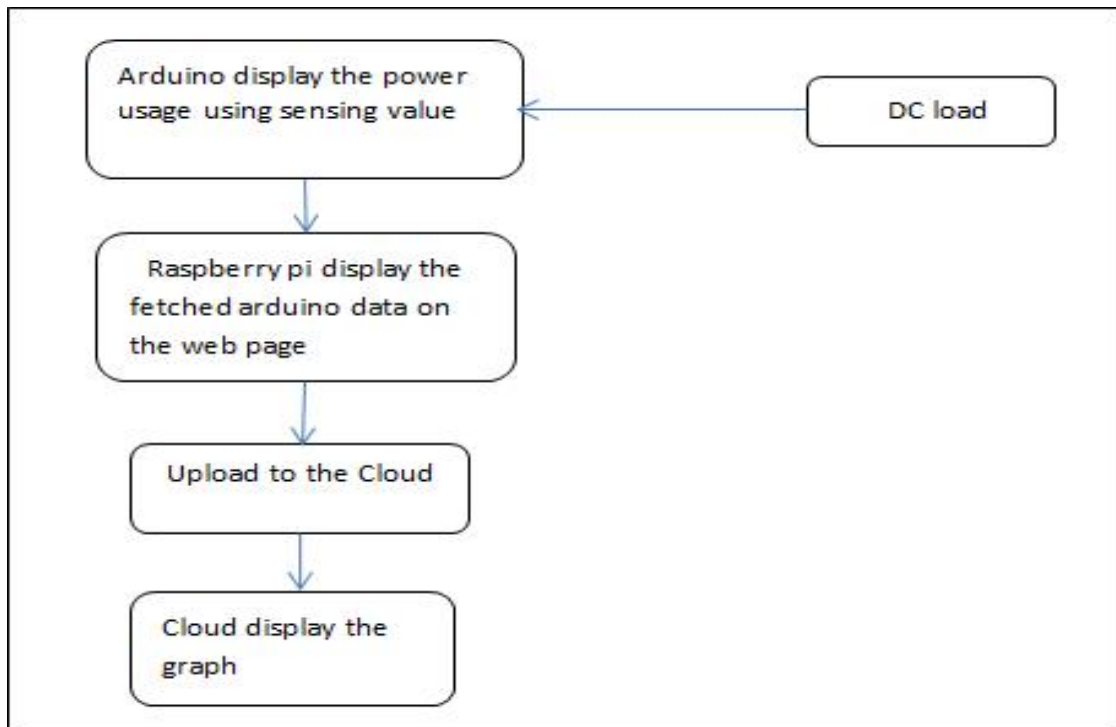 Arduino display the power
usage using sensing value
DC load
Raspberry pi display the
fetched arduino data on
the web page
Upload to the Cloud
Cloud display the
graph